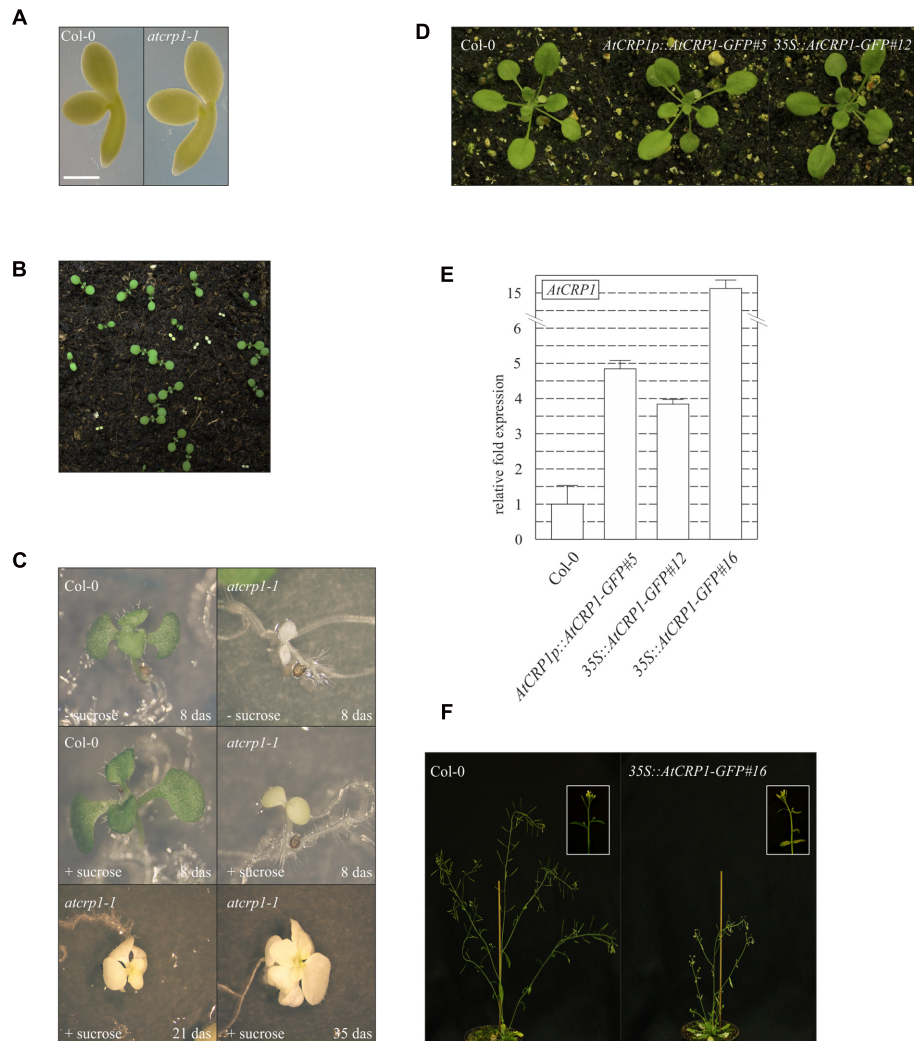 A
Col-0
atcrp1-1
B
C
Col-0
atcrp1-1
- sucrose
8 das
- sucrose
8 das
Col-0
atcrp1-1
+ sucrose
8 das
+ sucrose
8 das
atcrp1-1
atcrp1-1
+ sucrose
21 das
+ sucrose
35 das
D
Col-0
AtCRP1p::AtCRP1-GFP#5
35S::AtCRP1-GFP#12
E
AtCRP1
15
6
5
4
3
2
1
0
relative fold expression
Col-0
AtCRP1p::AtCRP1-GFP#5
35S::AtCRP1-GFP#12
35S::AtCRP1-GFP#16
F
Col-0
35S::AtCRP1-GFP#16